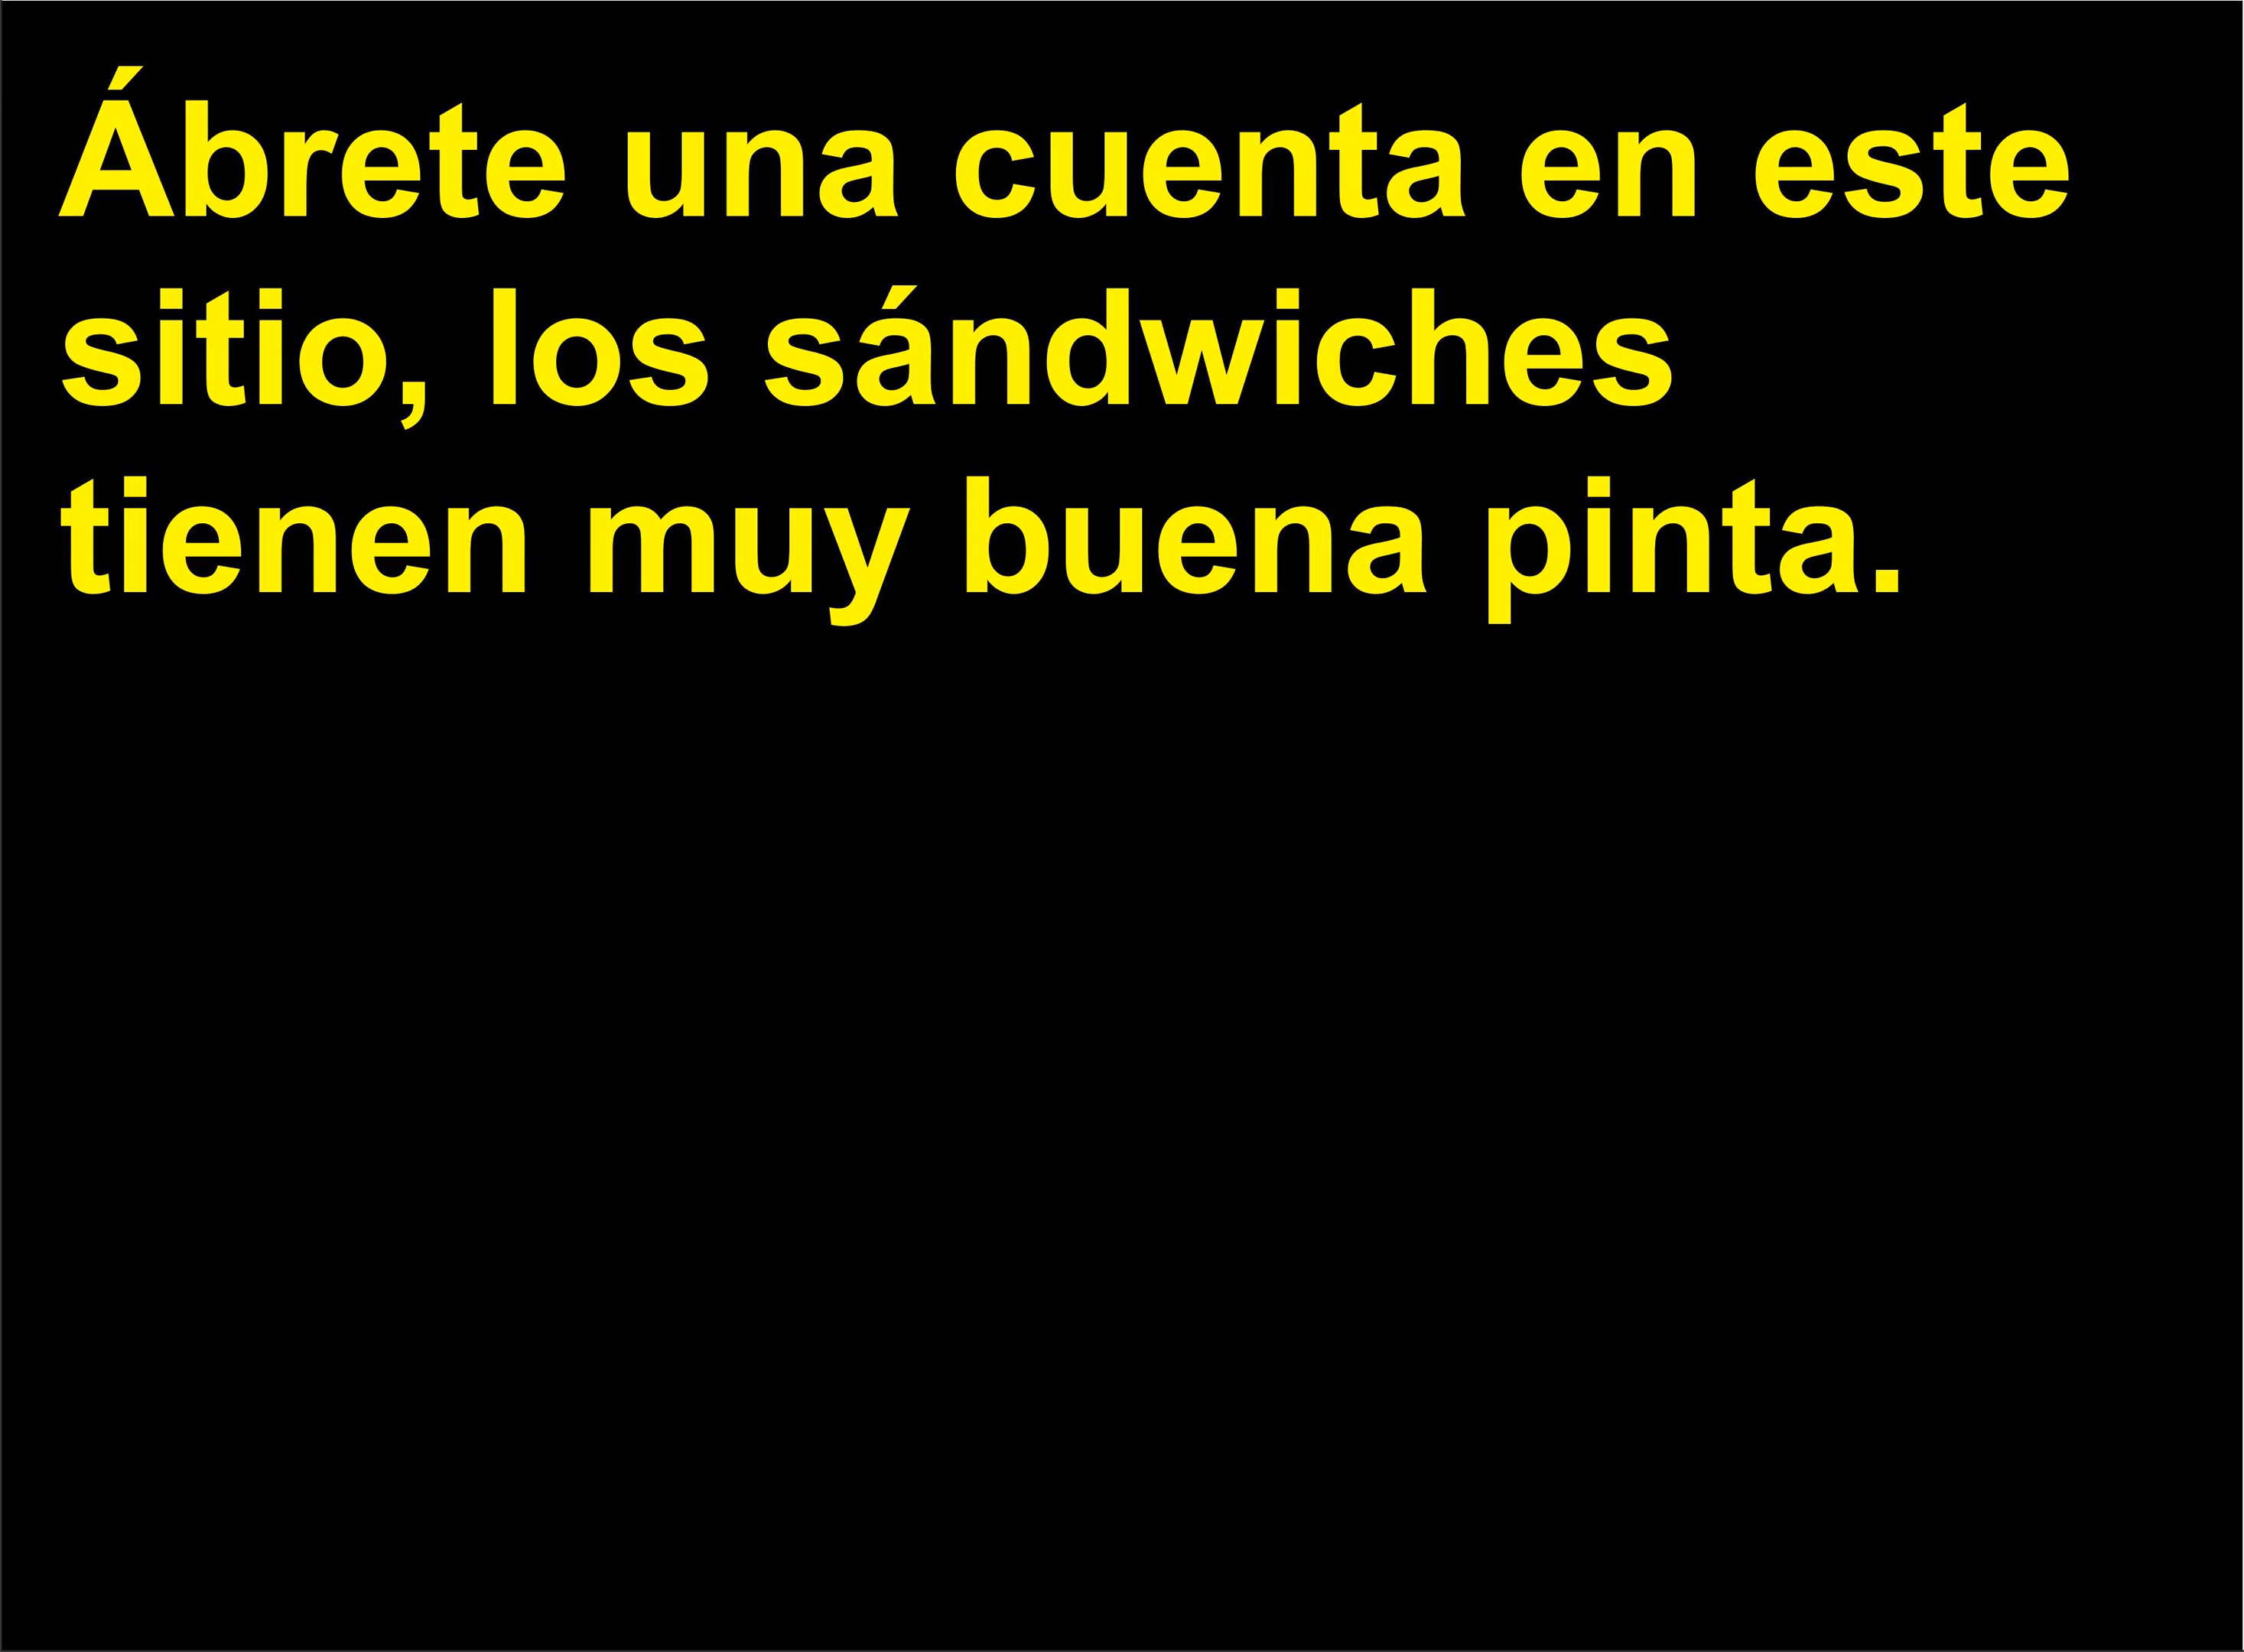 Ábrete una cuenta en este
sitio, los sándwiches
tienen muy buena pinta.